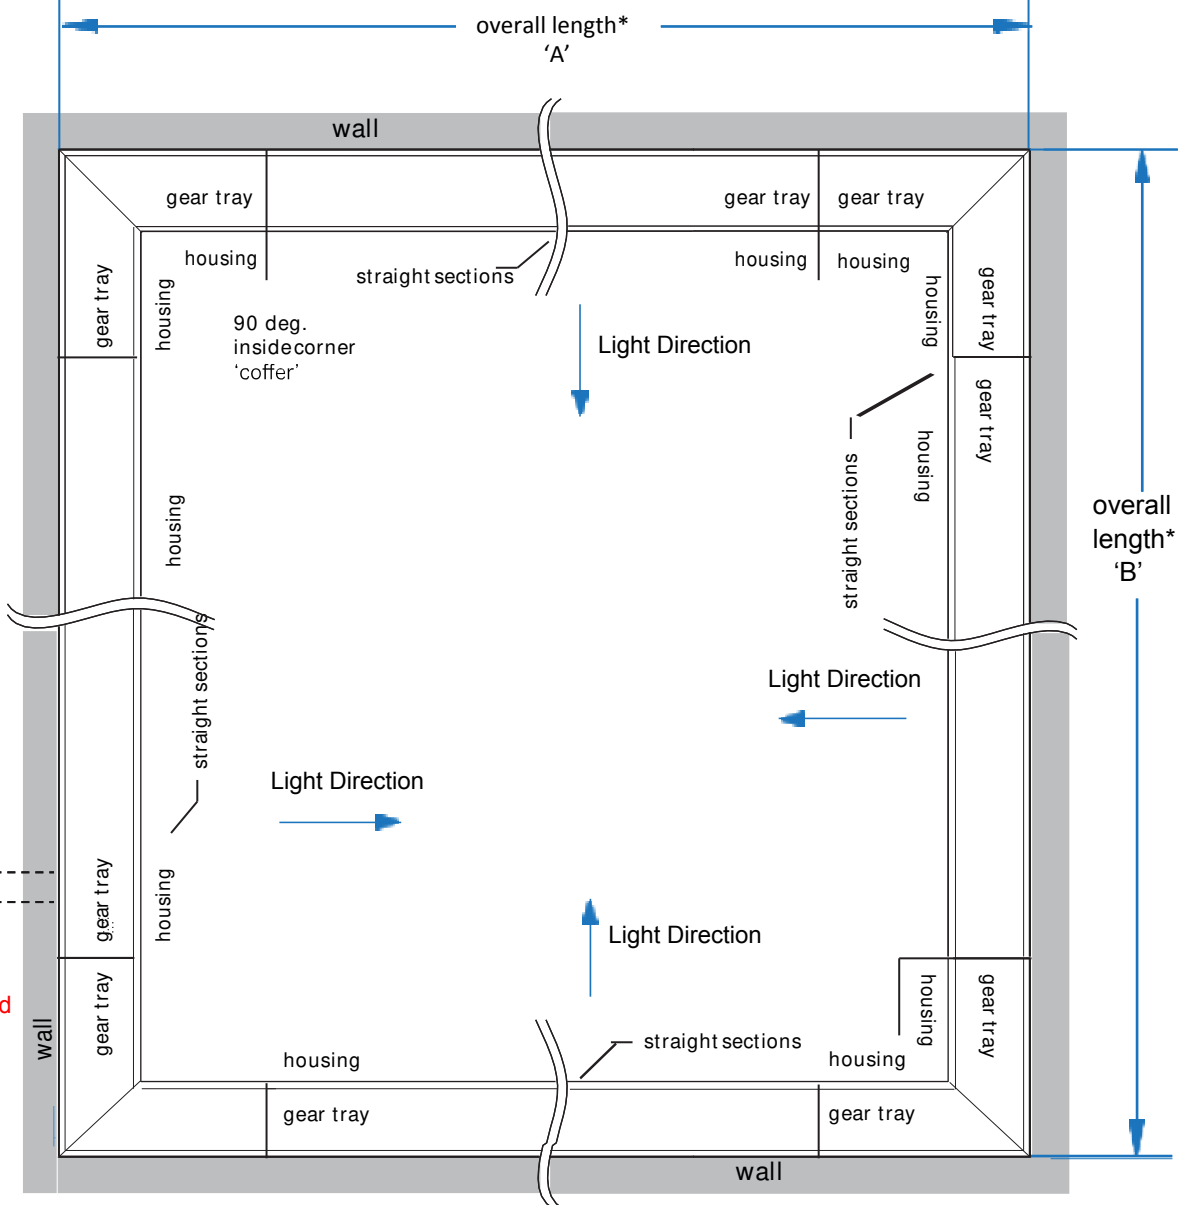 overall length*
‘A’
wall
gear tray
gear tray
gear tray
housing
housing
housing
straight sections
gear tray
housing
housing
gear tray
90 deg.
insidecorner
‘coffer’
Light Direction
gear tray
straight sections
housing
housing
overall
length*
‘B’
straight sections
Light Direction
Light Direction
gear tray
housing
Light Direction
gear tray
housing
gear tray
d
wall
straight sections
housing
housing
gear tray
gear tray
wall